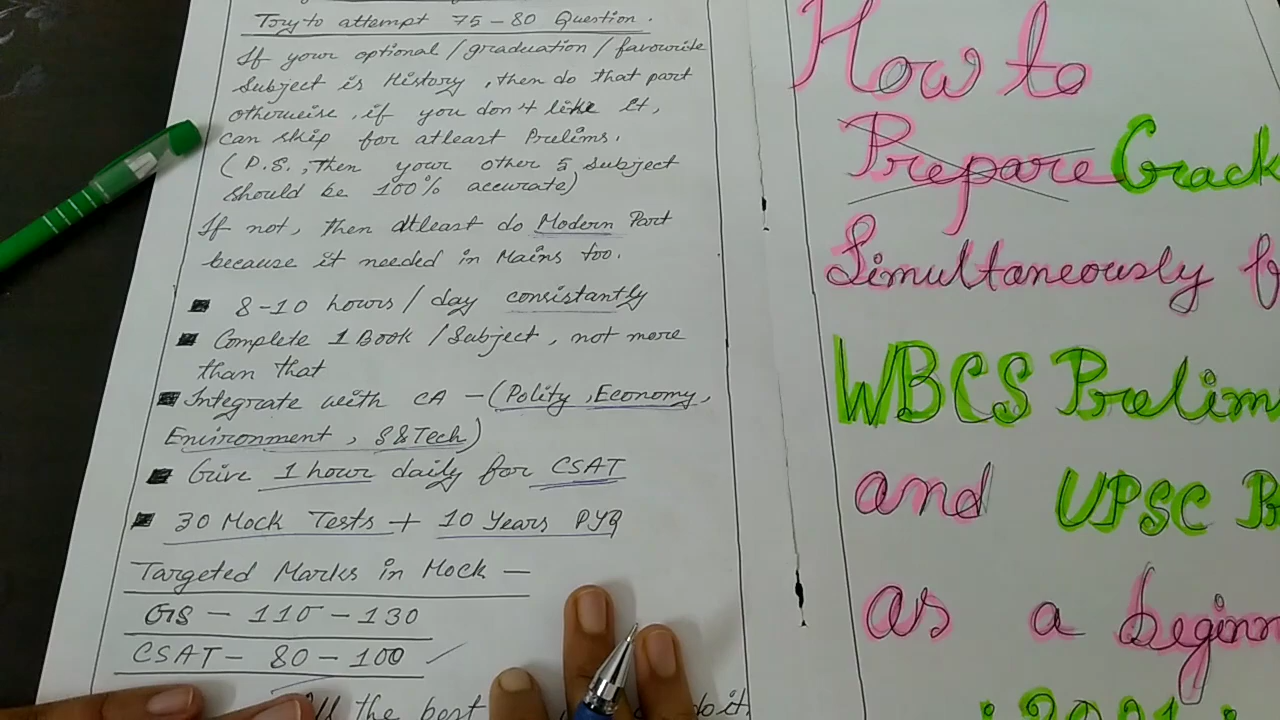 Try to attempt 75-80 Question.
If your optional/graduation/favourite
Subject is History, then do that part
otherwise, if you don't like it,
can skip for atleast Prelims.
(P.S., then your other 5 subject
should be 100% accurate)
If not, then atleast do Modern Part
because it needed in Mains too.
8-10 hours/day consistantly
Complete 1 Book/Subject, not more
than that
Integrate with CA - (Polity, Economy,
Environment, S&Tech)
Give 1 hour daily for CSAT
30 Mock Tests + 10 Years PYQ
Targeted Marks in Mock -
GS - 110 - 130
CSAT - 80 - 100
the best
do it
How to
Prepare Crack
Simultaneously f
WBCS Prelim
and UPSC
as a beginn
2021